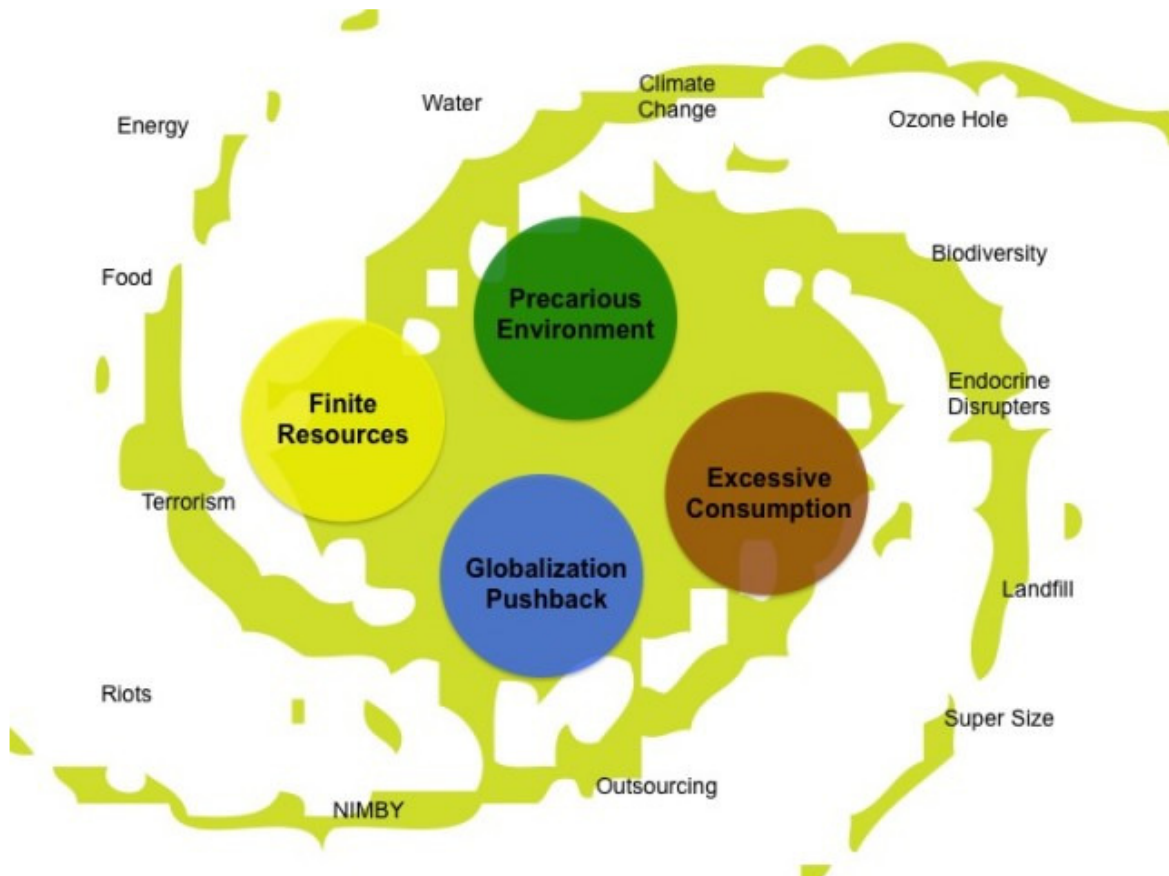 Climate
Change
Water
Ozone Hole
Energy
Biodiversity
Food
Precarious
Environment
Endocrine
Disrupters
Finite
Resources
Excessive
Consumption
Terrorism
Globalization
Pushback
Landfill
Riots
Super Size
Outsourcing
NIMBY